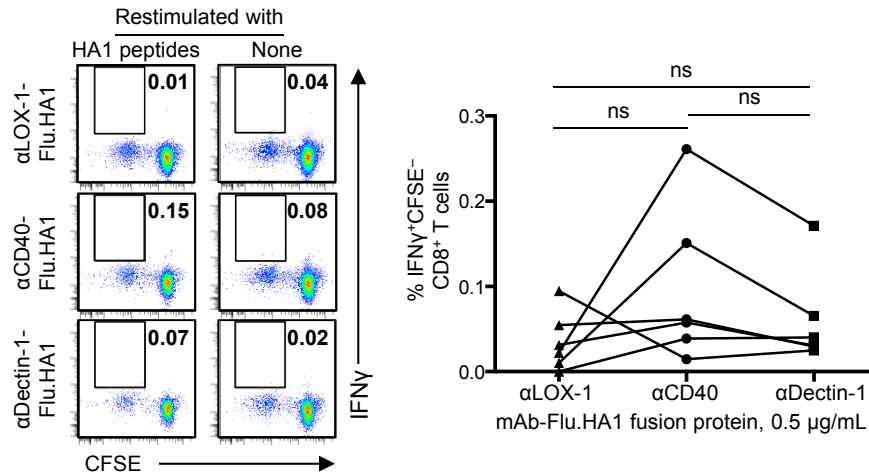 Restimulated with
HA1 peptides None
αLOX-1-
Flu.HA1
0.01 0.04
αCD40-
Flu.HA1
0.15 0.08
αDectin-1-
Flu.HA1
0.07 0.02
IFNγ
CFSE
ns
ns ns
% IFNγ⁺CFSE⁻
CD8⁺ T cells
0.3
0.2
0.1
0.0
αLOX-1 αCD40 αDectin-1
mAb-Flu.HA1 fusion protein, 0.5 μg/mL